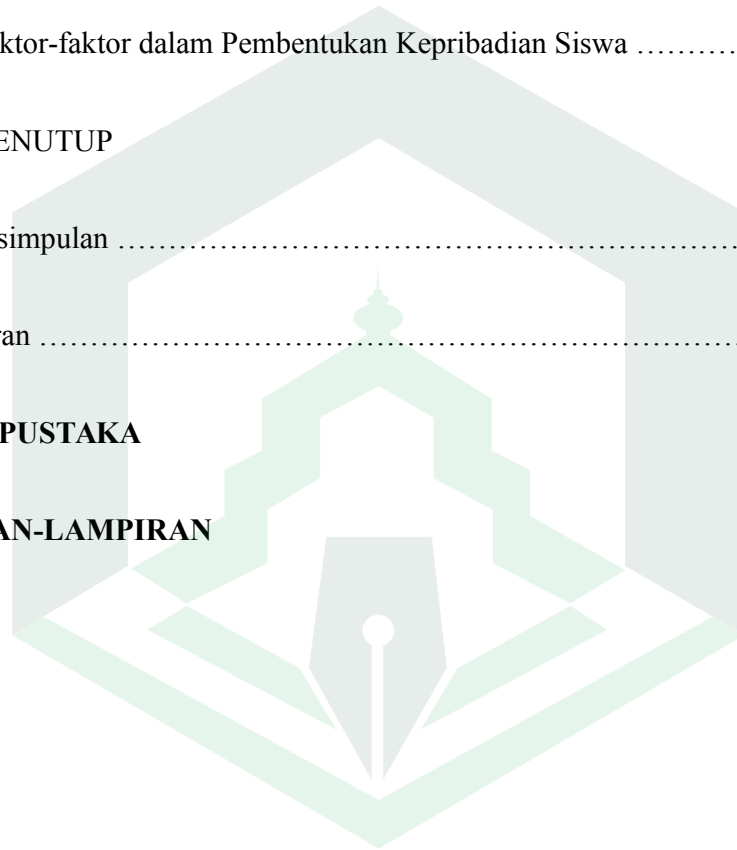 ktor-faktor dalam Pembentukan Kepribadian Siswa ………
ENUTUP
simpulan ……………………………………………………………
ran ……………………………………………………………………
PUSTAKA
AN-LAMPIRAN